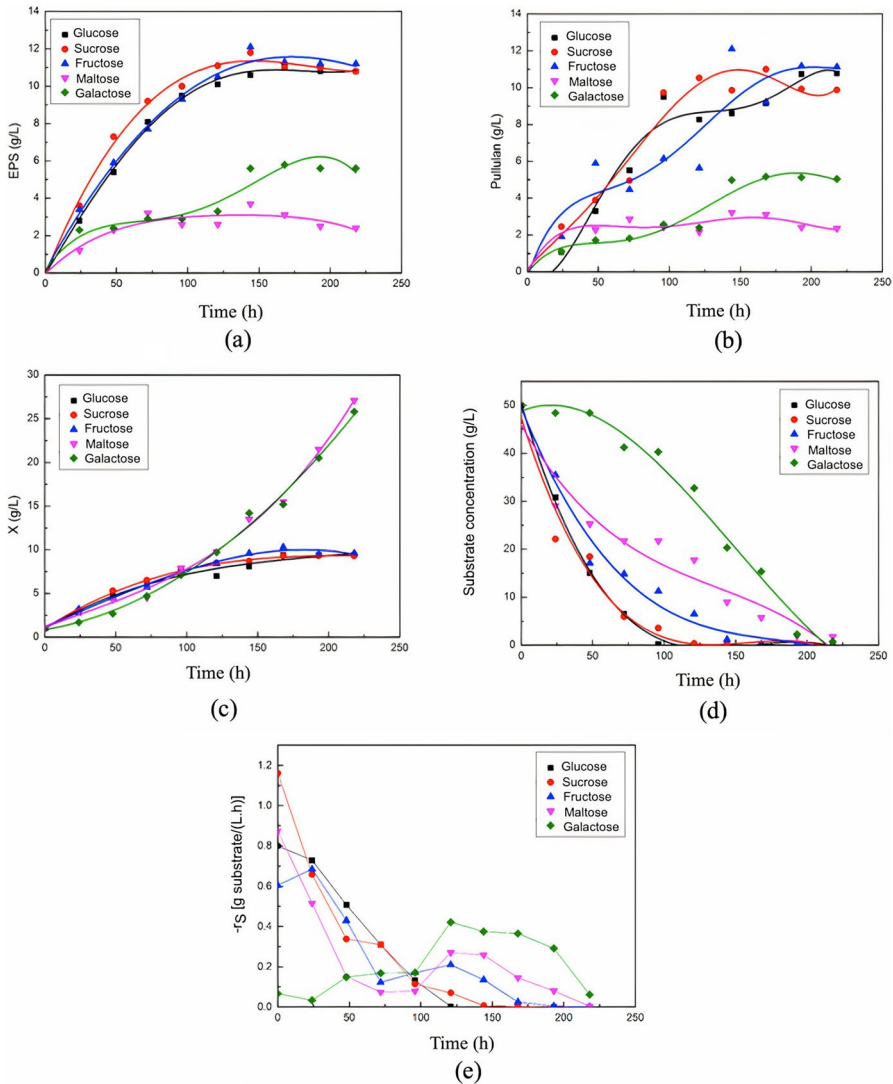 Glucose
Sucrose
Fructose
Maltose
Galactose
14
12
10
8
6
4
2
0
EPS (g/L)
0 50 100 150 200 250
Time (h)
(a)
Glucose
Sucrose
Fructose
Maltose
Galactose
14
12
10
8
6
4
2
0
Pullulan (g/L)
0 50 100 150 200 250
Time (h)
(b)
Glucose
Sucrose
Fructose
Maltose
Galactose
30
25
20
15
10
5
0
X (g/L)
0 50 100 150 200 250
Time (h)
(c)
Glucose
Sucrose
Fructose
Maltose
Galactose
50
40
30
20
10
0
Substrate concentration (g/L)
0 50 100 150 200 250
Time (h)
(d)
Glucose
Sucrose
Fructose
Maltose
Galactose
1.2
1.0
0.8
0.6
0.4
0.2
0.0
-rS [g substrate/(L.h)]
0 50 100 150 200 250
Time (h)
(e)